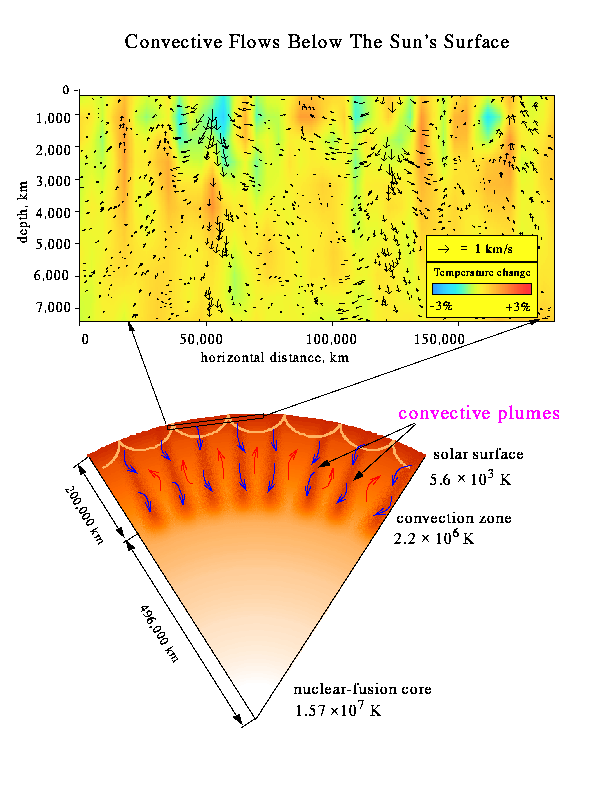 Convective Flows Below The Sun's Surface
0
1,000
2,000
3,000
4,000
5,000
6,000
7,000
depth, km
→ = 1 km/s
Temperature change
-3% +3%
0 50,000 100,000 150,000
horizontal distance, km
convective plumes
solar surface
5.6 × 10³ K
200,000 km
convection zone
2.2 × 10⁶ K
496,000 km
nuclear-fusion core
1.57 ×10⁷ K